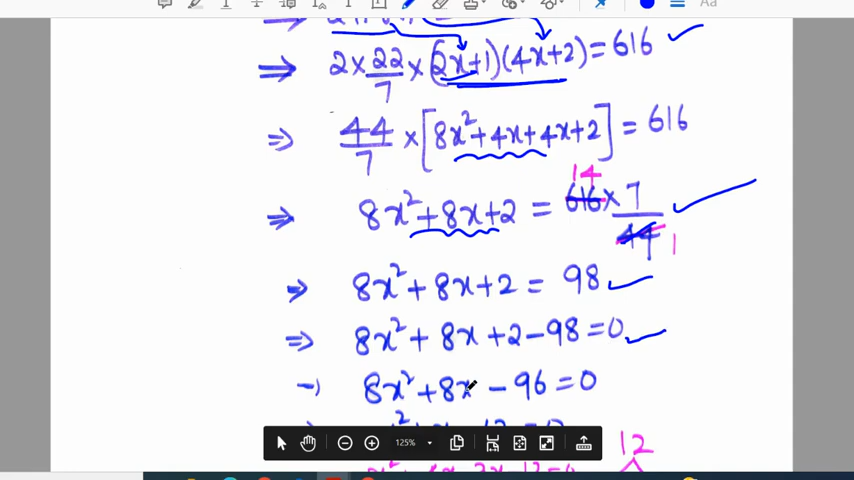 ⇒ 2×22/7×(2x+1)(4x+2)=616 ✓
⇒ 44/7 × [8x²+4x+4x+2] = 616
14
⇒ 8x²+8x+2 = 616×7/44 ✓
1
⇒ 8x²+8x+2 = 98 ✓
⇒ 8x²+8x+2-98=0 ✓
⇒ 8x²+8x-96=0
125%
12
Aa